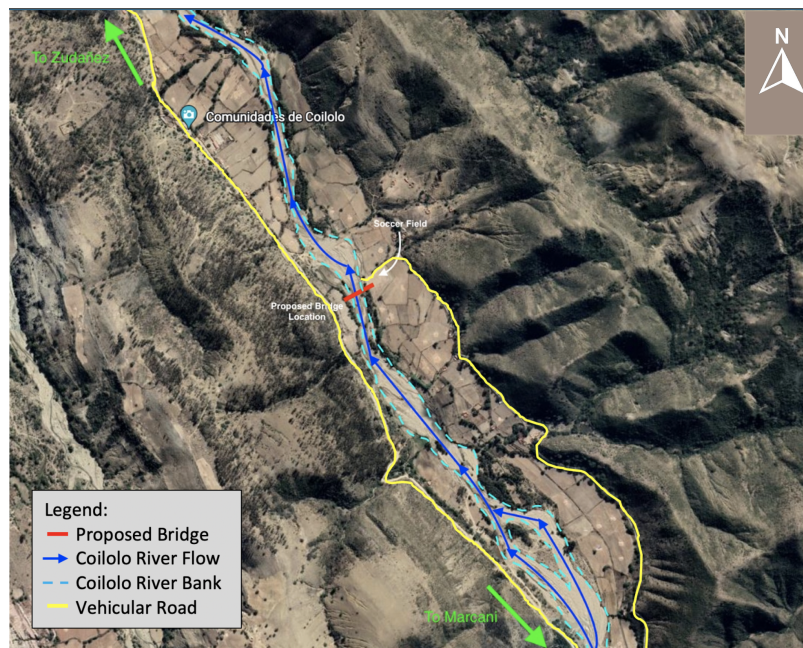 N
To Zudañez
Comunidades de Coilolo
Soccer Field
Proposed Bridge
Location
Legend:
Proposed Bridge
Coilolo River Flow
Coilolo River Bank
Vehicular Road
To Marcani